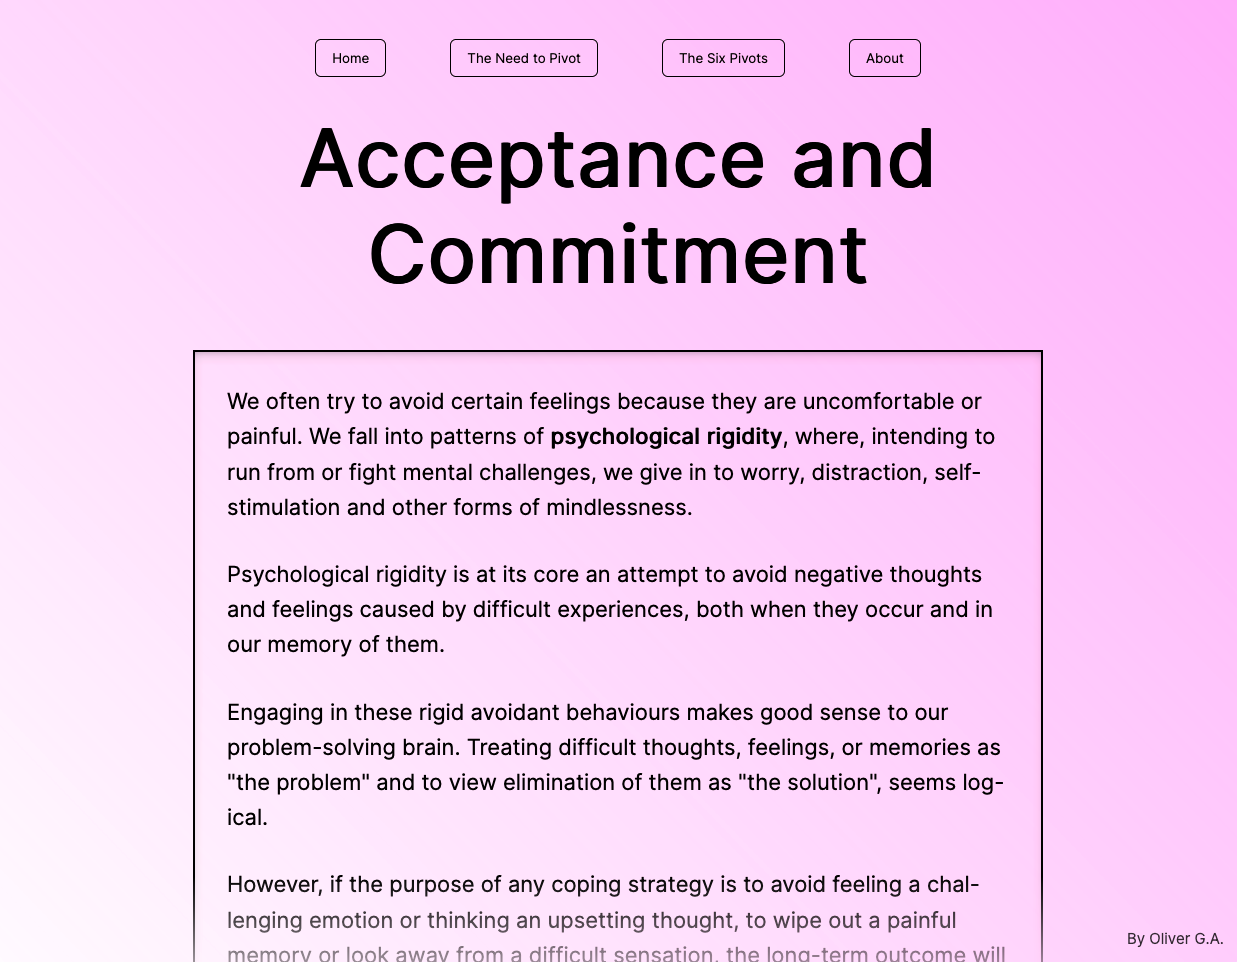 Home
The Need to Pivot
The Six Pivots
About
Acceptance and
Commitment
We often try to avoid certain feelings because they are uncomfortable or
painful. We fall into patterns of psychological rigidity, where, intending to
run from or fight mental challenges, we give in to worry, distraction, self-
stimulation and other forms of mindlessness.
Psychological rigidity is at its core an attempt to avoid negative thoughts
and feelings caused by difficult experiences, both when they occur and in
our memory of them.
Engaging in these rigid avoidant behaviours makes good sense to our
problem-solving brain. Treating difficult thoughts, feelings, or memories as
"the problem" and to view elimination of them as "the solution", seems log-
ical.
However, if the purpose of any coping strategy is to avoid feeling a chal-
lenging emotion or thinking an upsetting thought, to wipe out a painful
memory or look away from a difficult sensation, the long-term outcome will
By Oliver G.A.